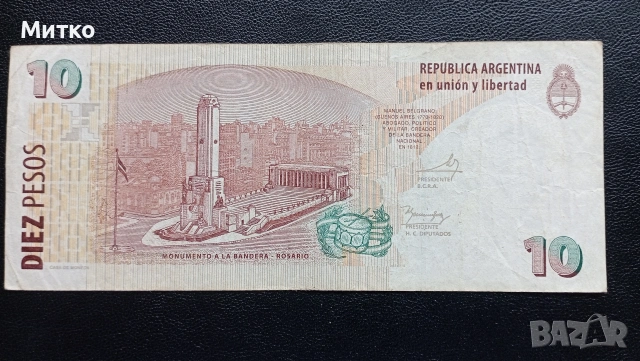 Митко
10
REPUBLICA ARGENTINA
en unión y libertad
MANUEL BELGRANO
(BUENOS AIRES, 1770-1820)
ABOGADO, POLITICO
Y MILITAR. CREADOR
DE LA BANDERA
NACIONAL
EN 1812.
PRESIDENTE
B.C.R.A.
PRESIDENTE
H. C. DIPUTADOS
DIEZ PESOS
MONUMENTO A LA BANDERA - ROSARIO
10
BAZAR